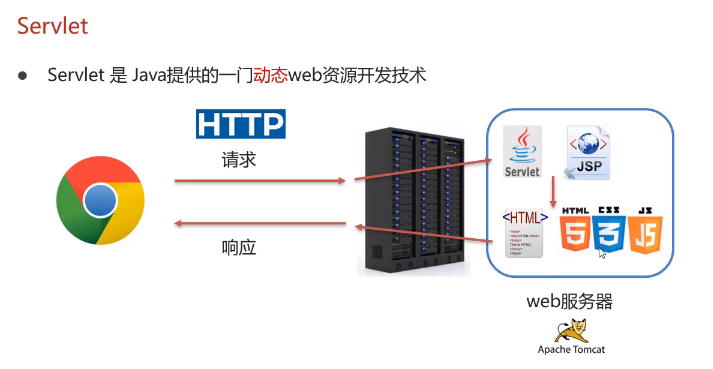 Servlet
● Servlet 是 Java提供的一门动态web资源开发技术
HTTP
请求
响应
Servlet
JSP
<HTML>
HTML
5
CSS
3
JS
JS
web服务器
Apache Tomcat